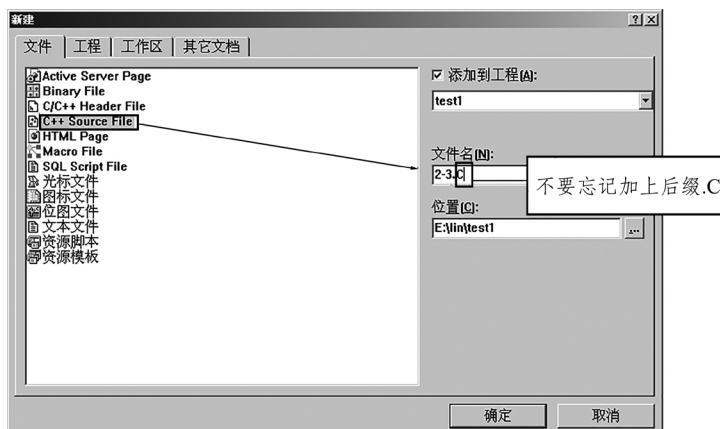 新建
文件 工程 工作区 其它文档
Active Server Page
Binary File
C/C++ Header File
C++ Source File
HTML Page
Macro File
SQL Script File
光标文件
图标文件
位图文件
文本文件
资源脚本
资源模板
添加到工程(A):
test1
文件名(N):
2-3.C
不要忘记加上后缀.C
位置(C):
E:\lin\test1
...
确定 取消